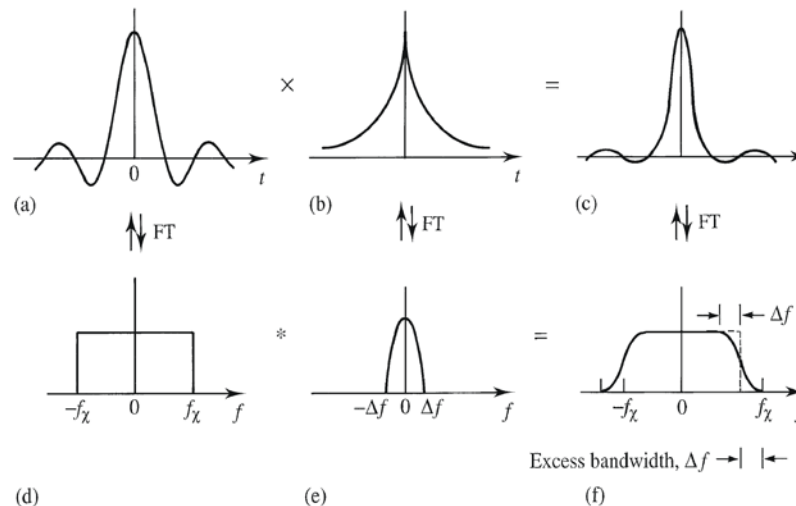 ×
=
0
t
t
(a)
(b)
(c)
FT
FT
FT
*
=
Δf
−fχ
0
fχ
f
−Δf
0
Δf
f
−fχ
0
fχ
Excess bandwidth, Δf
(d)
(e)
(f)